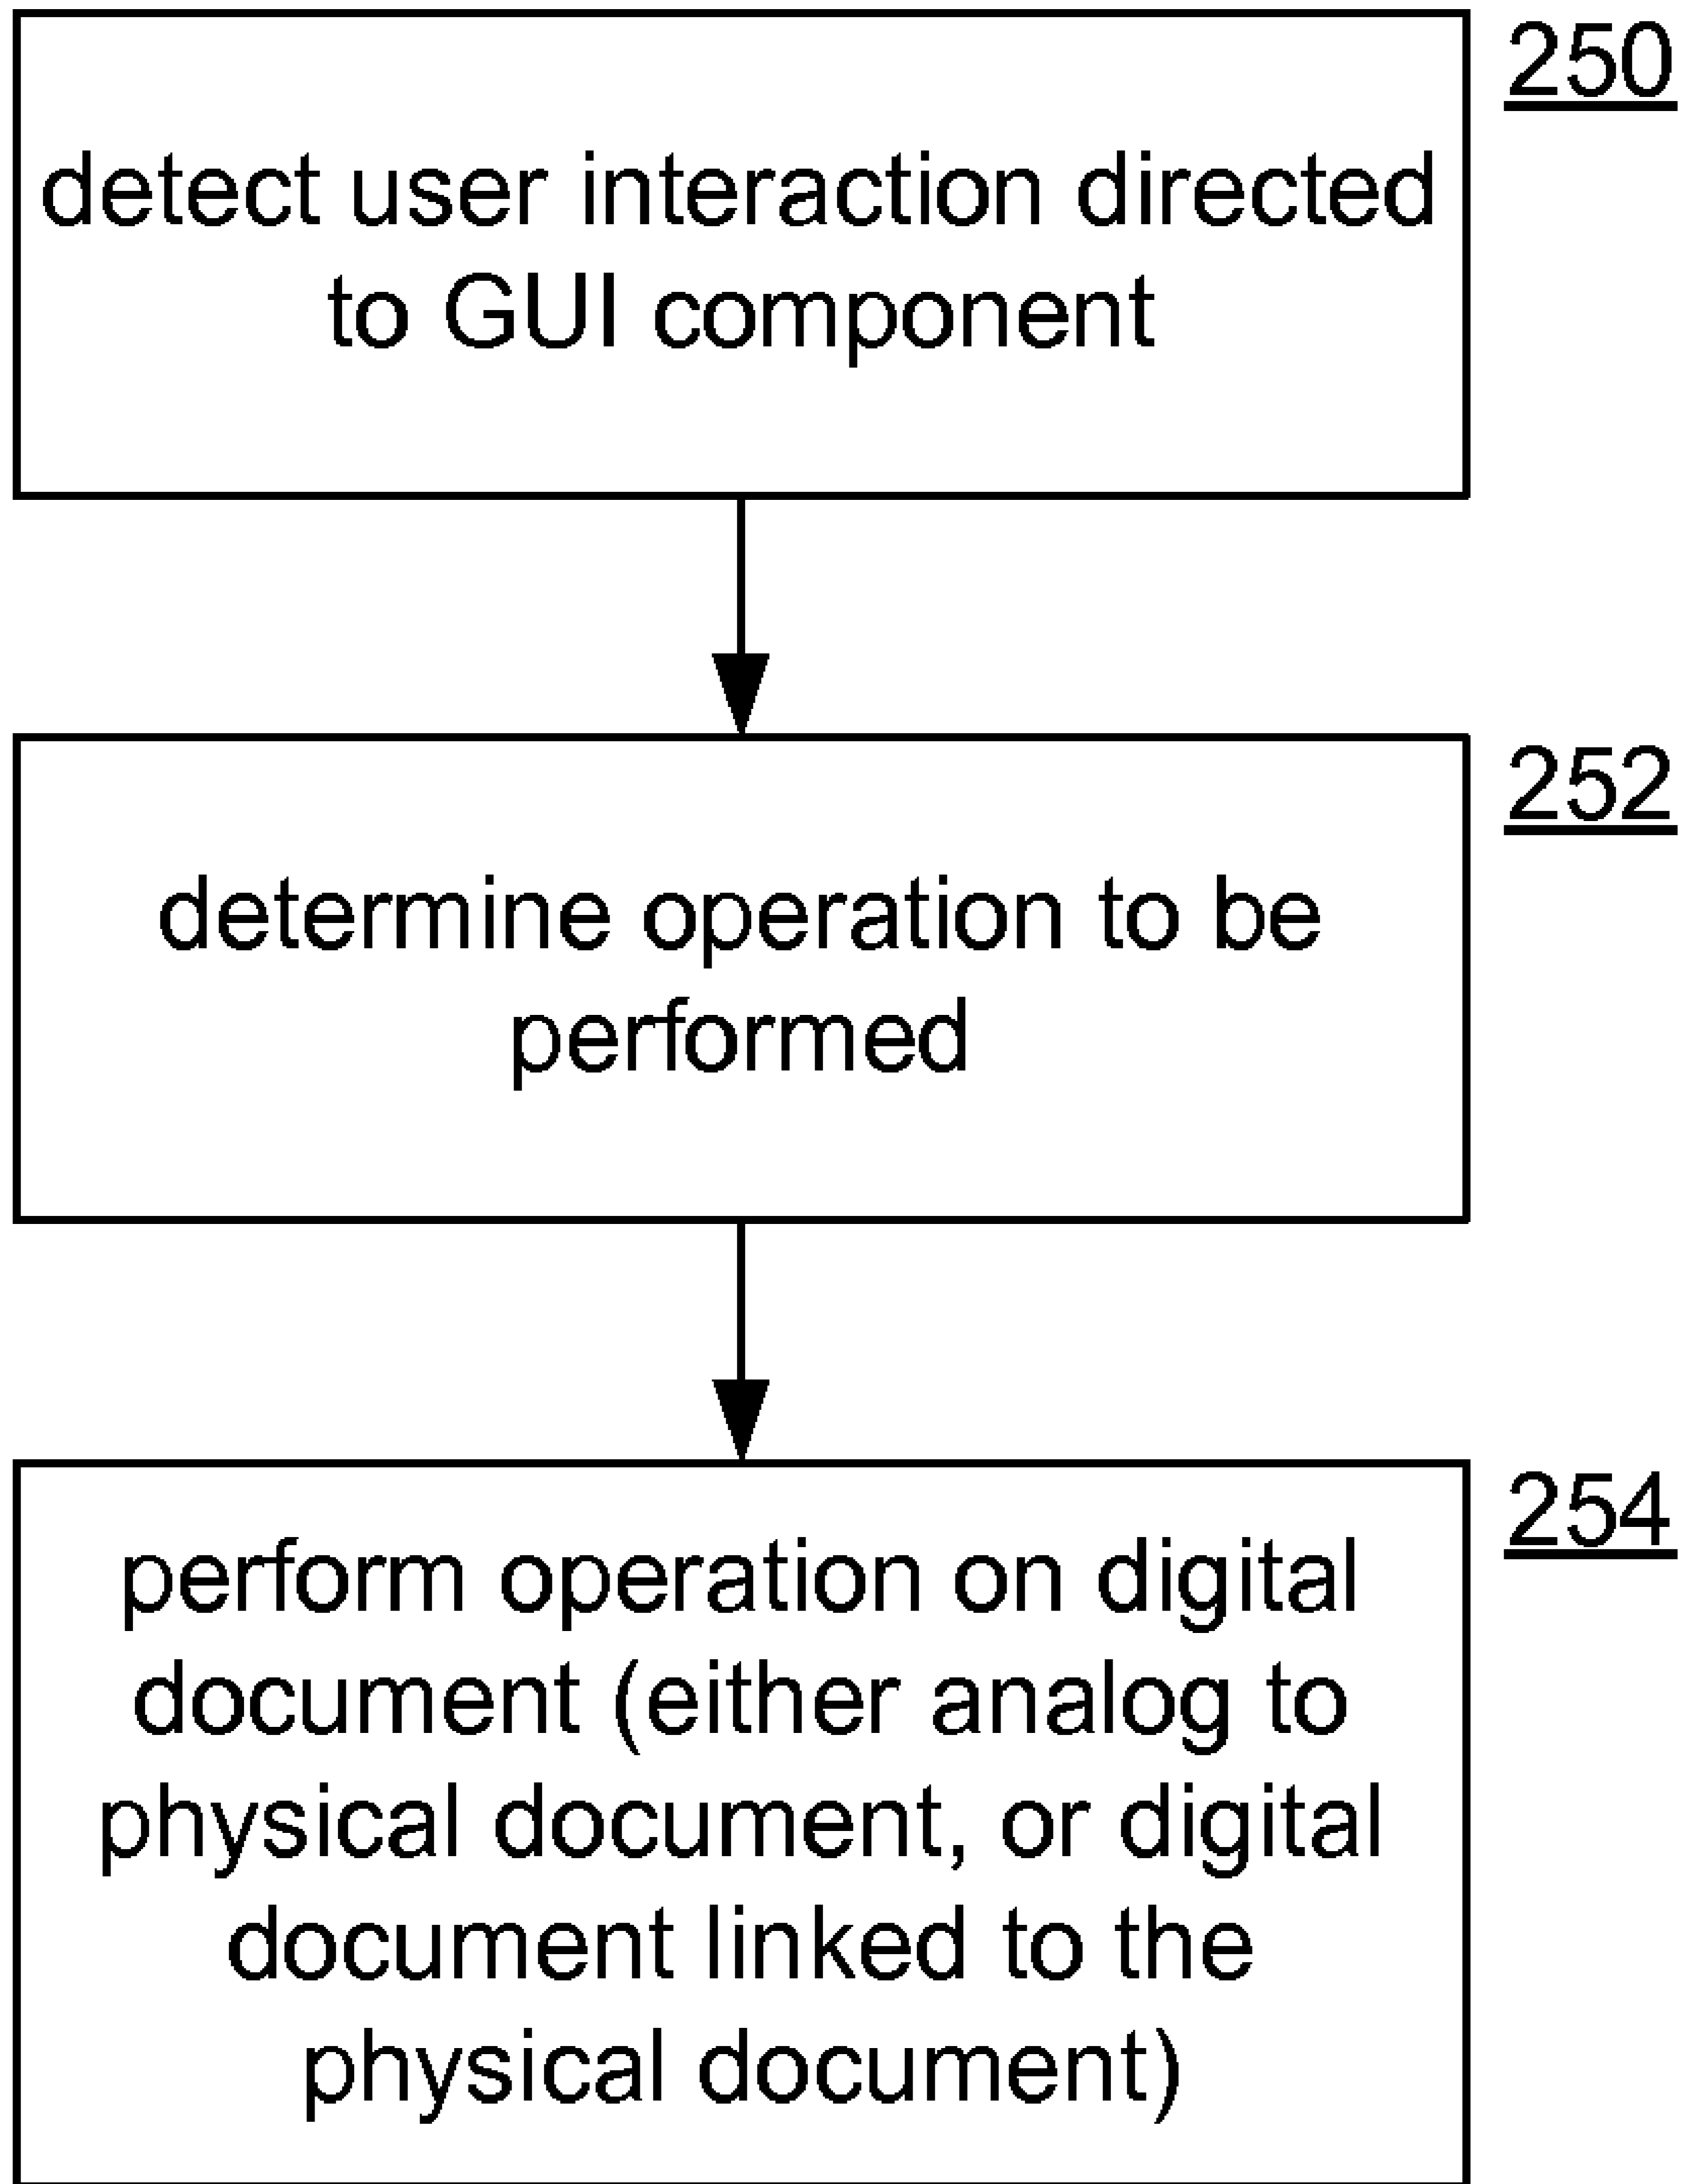 250
detect user interaction directed
to GUI component
252
determine operation to be
performed
254
perform operation on digital
document (either analog to
physical document, or digital
document linked to the
physical document)